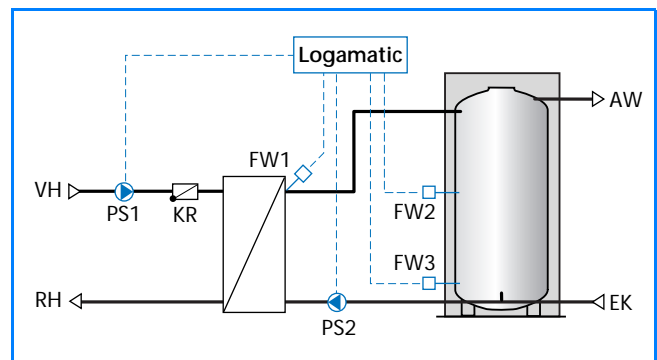 Logamatic
AW
FW1
VH
PS1
KR
FW2
FW3
RH
PS2
EK